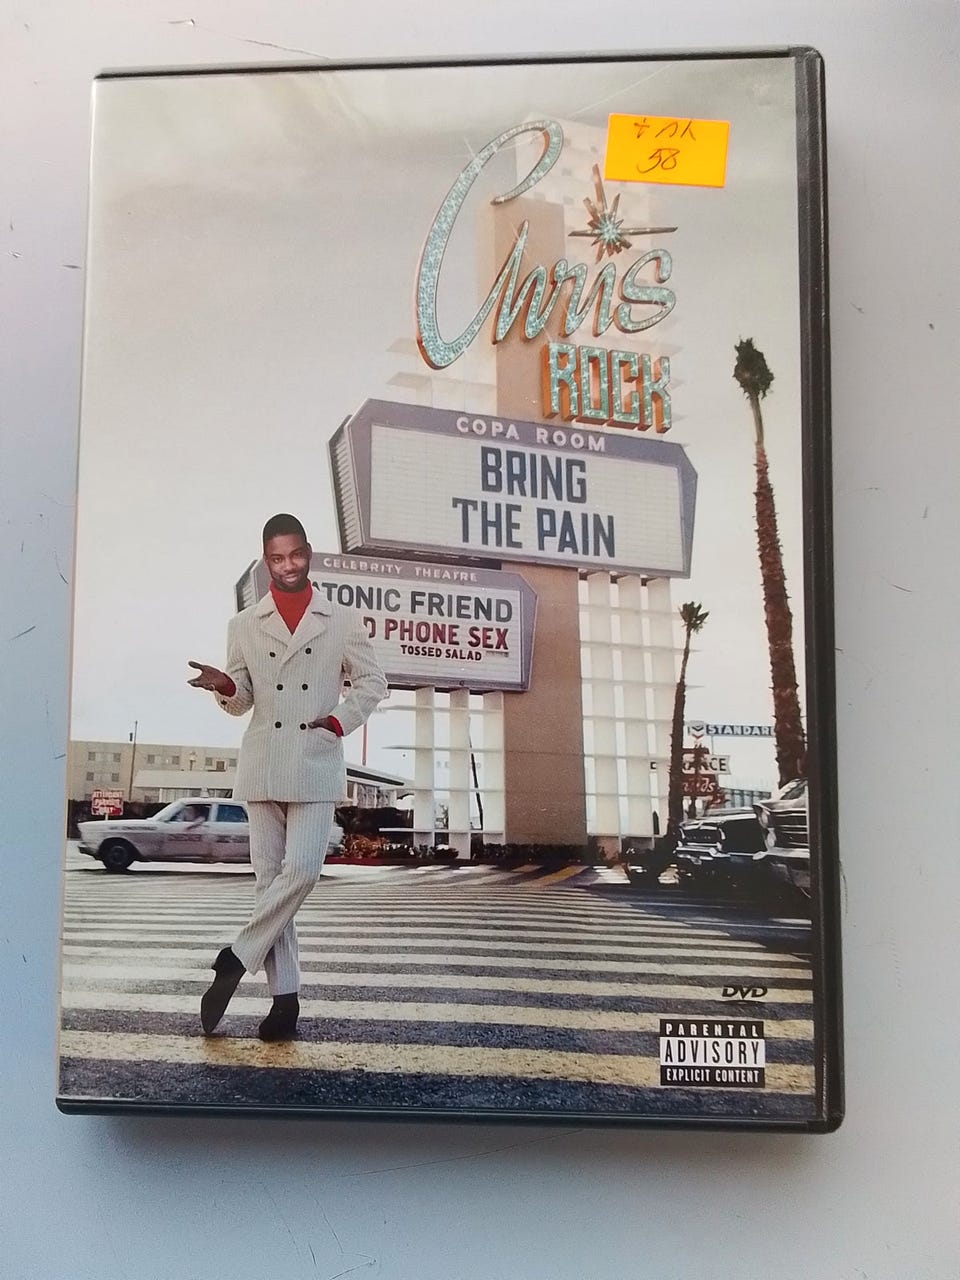 58
Chris
ROCK
COPA ROOM
BRING
THE PAIN
CELEBRITY THEATRE
ATONIC FRIEND
D PHONE SEX
TOSSED SALAD
STANDARD
DVD
PARENTAL
ADVISORY
EXPLICIT CONTENT